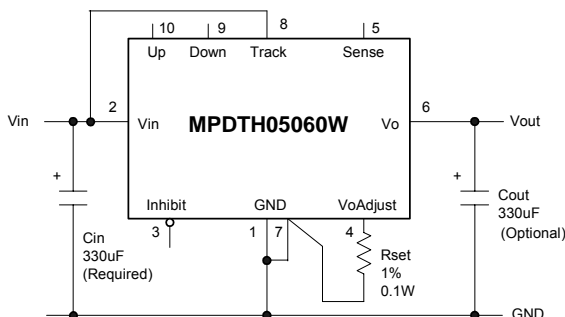 10 9 8 5
Up Down Track Sense
Vin 2 Vin MPDTH05060W Vo 6 Vout
+ +
Inhibit GND VoAdjust
3 1 7 4
Cin
330uF
(Required)
Rset
1%
0.1W
Cout
330uF
(Optional)
GND